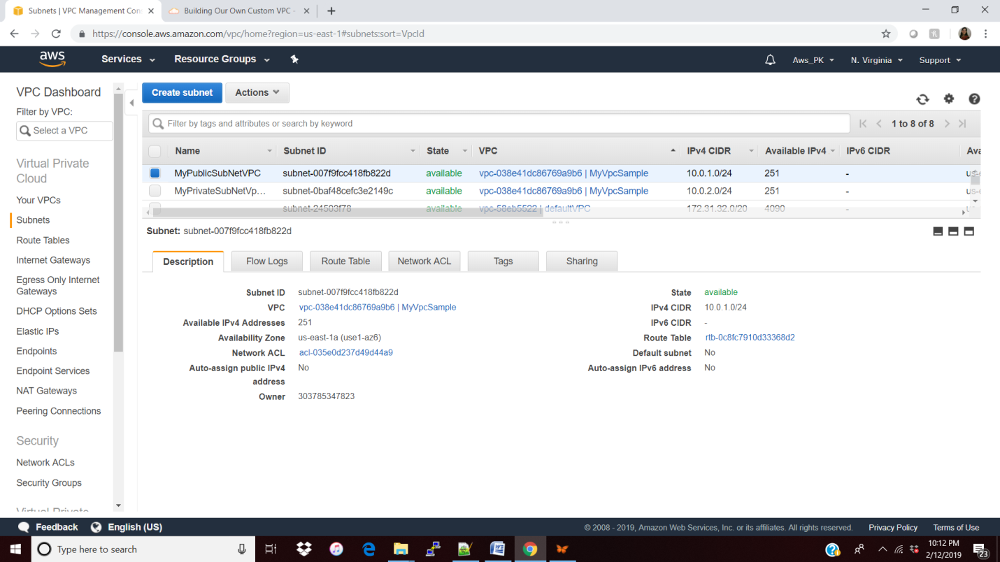 Subnets | VPC Management Con
Building Our Own Custom VPC -
https://console.aws.amazon.com/vpc/home?region=us-east-1#subnets:sort=VpcId
aws Services Resource Groups Aws_PK N. Virginia Support
VPC Dashboard
Filter by VPC:
Select a VPC
Virtual Private
Cloud
Your VPCs
Subnets
Route Tables
Internet Gateways
Egress Only Internet
Gateways
DHCP Options Sets
Elastic IPs
Endpoints
Endpoint Services
NAT Gateways
Peering Connections
Security
Network ACLs
Security Groups
Virtual Private
Create subnet Actions
Filter by tags and attributes or search by keyword
1 to 8 of 8
Name Subnet ID State VPC IPv4 CIDR Available IPv4 IPv6 CIDR Ava
MyPublicSubNetVPC subnet-007f9fcc418fb822d available vpc-038e41dc86769a9b6 | MyVpcSample 10.0.1.0/24 251 - us-e
MyPrivateSubNetVp... subnet-0baf48cefc3e2149c available vpc-038e41dc86769a9b6 | MyVpcSample 10.0.2.0/24 251 - us-e
subnet-24503f78 available vpc-58eb5522 | defaultVPC 172.31.32.0/20 4090 -
Subnet: subnet-007f9fcc418fb822d
Description Flow Logs Route Table Network ACL Tags Sharing
Subnet ID subnet-007f9fcc418fb822d State available
VPC vpc-038e41dc86769a9b6 | MyVpcSample IPv4 CIDR 10.0.1.0/24
Available IPv4 Addresses 251 IPv6 CIDR -
Availability Zone us-east-1a (use1-az6) Route Table rtb-0c8fc7910d33368d2
Network ACL acl-035e0d237d49d44a9 Default subnet No
Auto-assign public IPv4 No Auto-assign IPv6 address No
address
Owner 303785347823
Feedback English (US) © 2008 - 2019, Amazon Web Services, Inc. or its affiliates. All rights reserved. Privacy Policy Terms of Use
Type here to search
10:12 PM
2/12/2019
23